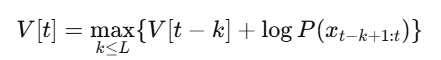 V[t] = max_{k≤L}{V[t − k] + log P(x_{t−k+1:t})}